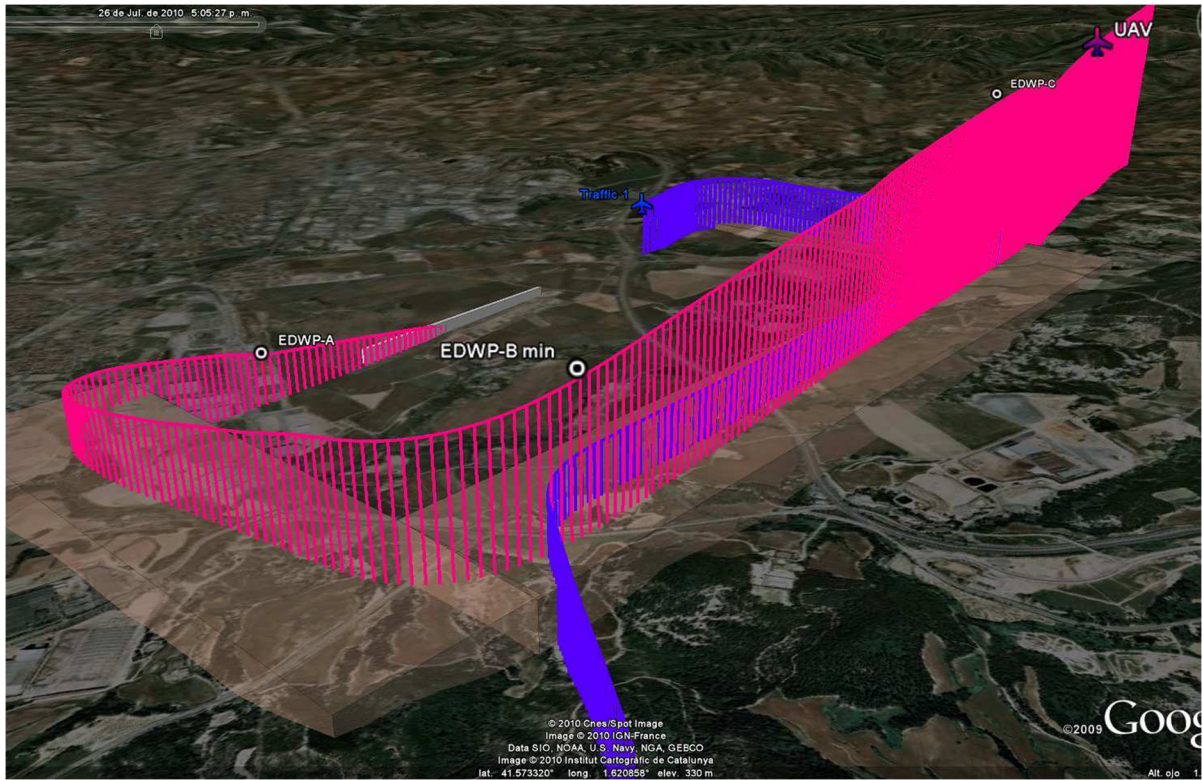 26 de Jul. de 2010 5:05:27 p. m.
UAV
EDWP-C
Traffic 1
EDWP-A
EDWP-B min
© 2010 Cnes/Spot Image
Image © 2010 IGN-France
Data SIO, NOAA, U.S. Navy, NGA, GEBCO
Image © 2010 Institut Cartogràfic de Catalunya
©2009 Goog
lat. 41.573320° long. 1.620858° elev. 330 m
Alt. ojo